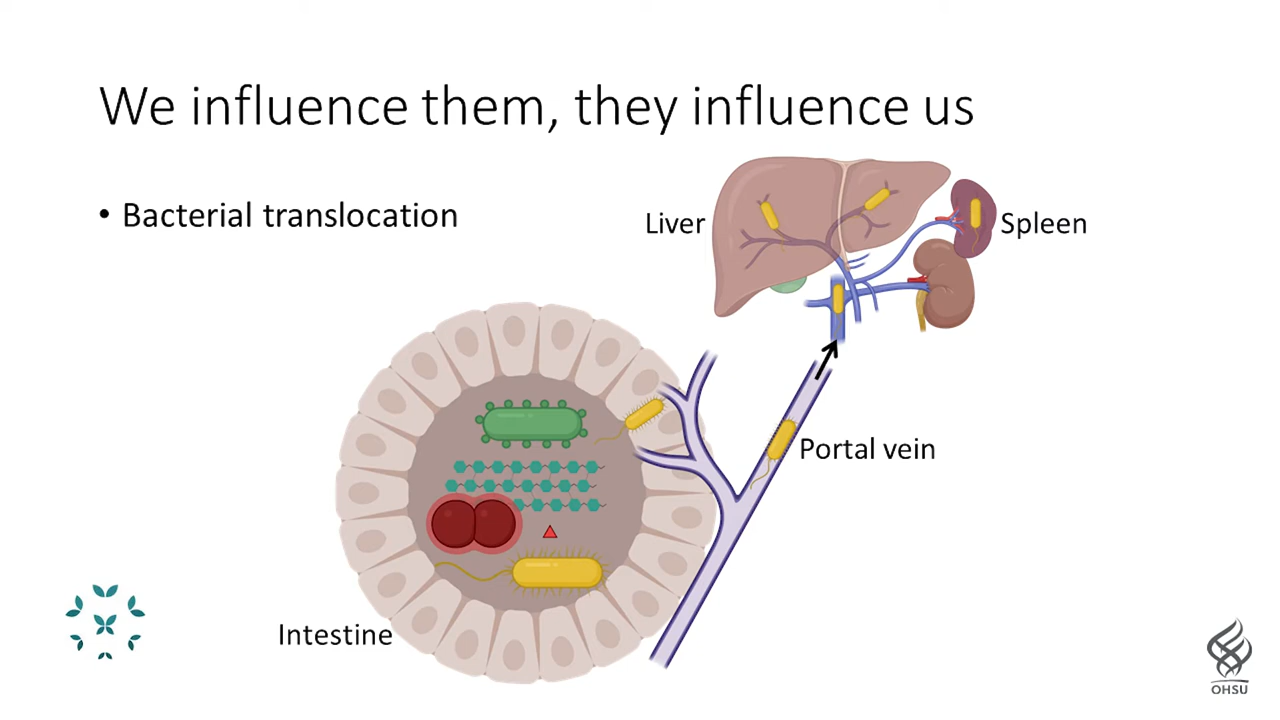 We influence them, they influence us
• Bacterial translocation
Liver
Spleen
Portal vein
Intestine
OHSU